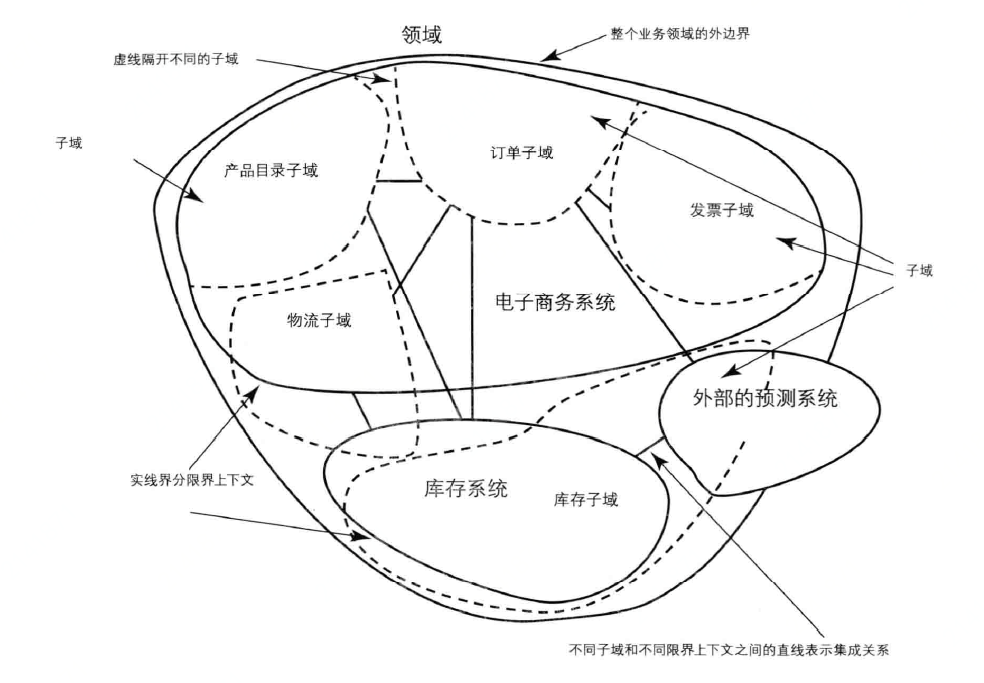 领域
整个业务领域的外边界
虚线隔开不同的子域
子域
产品目录子域
订单子域
发票子域
子域
电子商务系统
物流子域
外部的预测系统
实线界分限界上下文
库存系统
库存子域
不同子域和不同限界上下文之间的直线表示集成关系